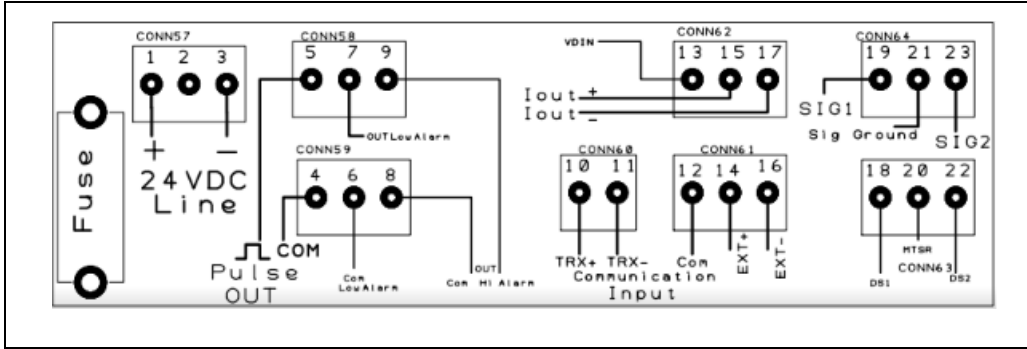 CONN57
1 2 3
+ −
24VDC
Line
Fuse
CONN58
5 7 9
OUTLowAlarm
CONN59
4 6 8
COM
Pulse
OUT
Com
LowAlarm
OUT
Com Hi Alarm
CONN62
VDIN
13 15 17
Iout +
Iout -
CONN60
10 11
TRX+ TRX-
Communication
Input
CONN61
12 14 16
Com
EXT+
EXT-
CONN64
19 21 23
SIG1
Sig Ground
SIG2
18 20 22
MTSR
CONN63
DS1
DS2